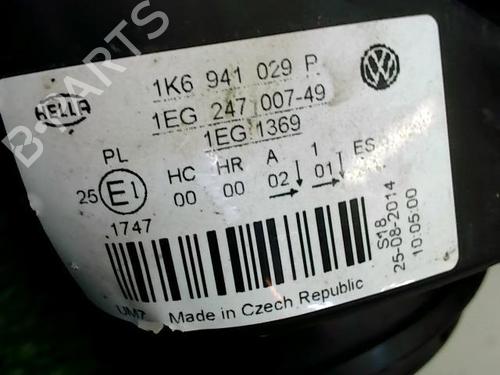 B-PARTS
HELLA
1K6 941 029 P
1EG 247 007-49
1EG 1369
PL HC HR A 1 ES
25 E1 00 00 02 01
1747
S18
25-08-2014
10:05:00
UMZ Made in Czech Republic